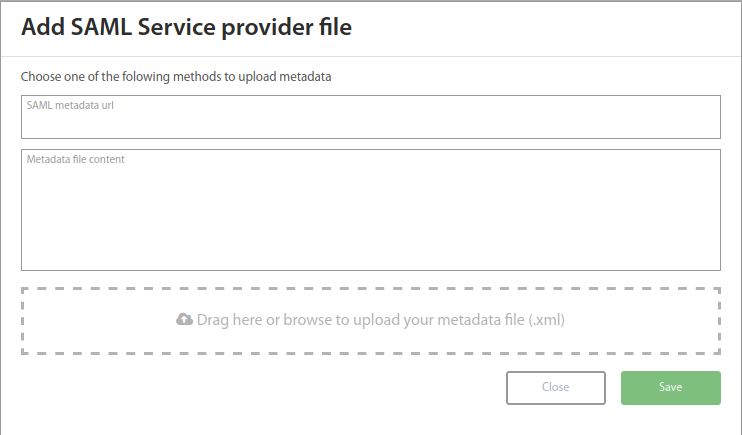 Add SAML Service provider file
Choose one of the folowing methods to upload metadata
SAML metadata url
Metadata file content
Drag here or browse to upload your metadata file (.xml)
Close
Save